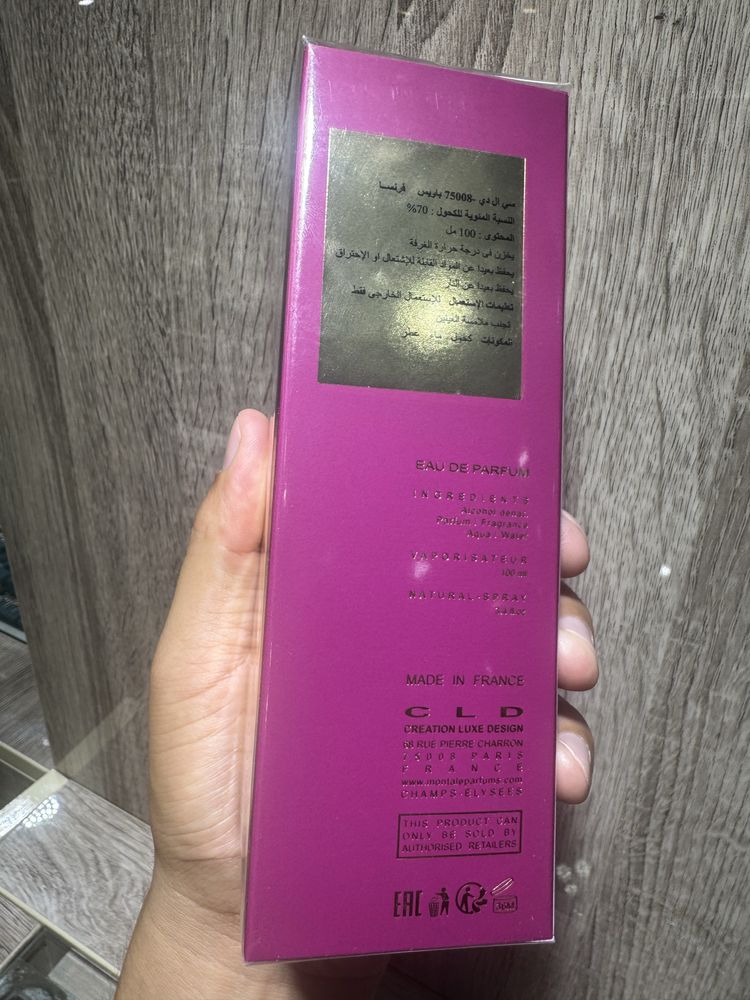 سي ال دي -75008 باريس فرنسا
النسبة المئوية للكحول : 70%
المحتوى : 100 مل
يخزن في درجة حرارة الغرفة
يحفظ بعيدا عن المواد القابلة للإشتعال او الإحتراق
يحفظ بعيدا عن النار
تعليمات الإستعمال للاستعمال الخارجي فقط
تجنب ملامسة العينين
المكونات كحول ماء عطر
EAU DE PARFUM
INGREDIENTS
Alcohol denat.
Parfum / Fragrance
Aqua / Water
VAPORISATEUR
100 ml
NATURAL-SPRAY
MADE IN FRANCE
CLD
CREATION LUXE DESIGN
68 RUE PIERRE CHARRON
75008 PARIS
FRANCE
www.montaleparfums.com
CHAMPS-ELYSEES
THIS PRODUCT CAN
ONLY BE SOLD BY
AUTHORISED RETAILERS
EAC
36M